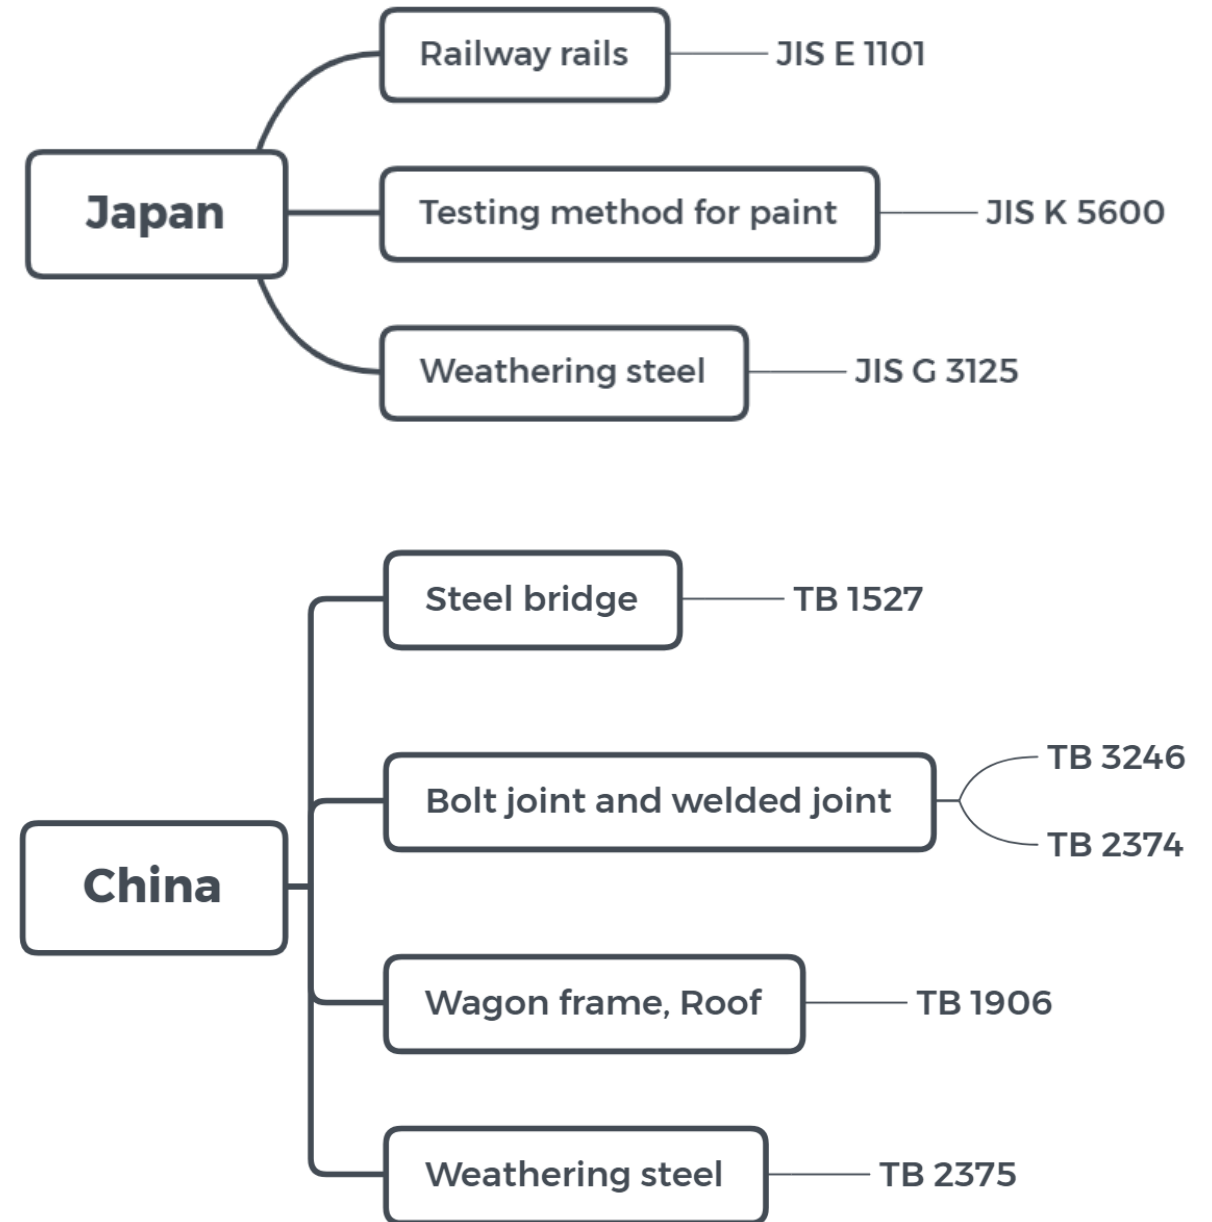 Railway rails
JIS E 1101
Japan
Testing method for paint
JIS K 5600
Weathering steel
JIS G 3125
Steel bridge
TB 1527
Bolt joint and welded joint
TB 3246
TB 2374
China
Wagon frame, Roof
TB 1906
Weathering steel
TB 2375